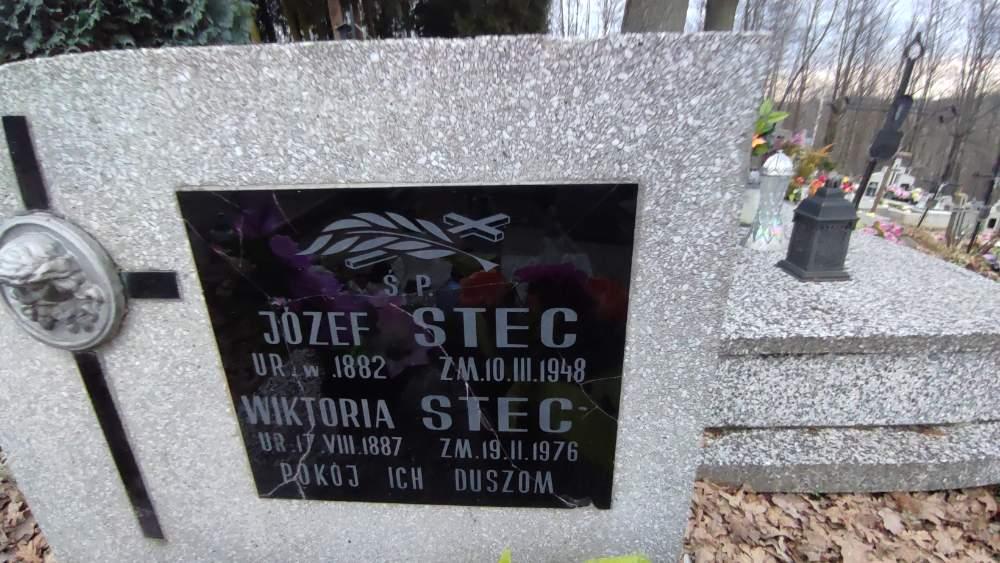 Ś. P.
JÓZEF STEC
UR. w. 1882 ZM. 10. III. 1948
WIKTORIA STEC
UR. 17. VIII. 1887 ZM. 19. II. 1976
POKÓJ ICH DUSZOM